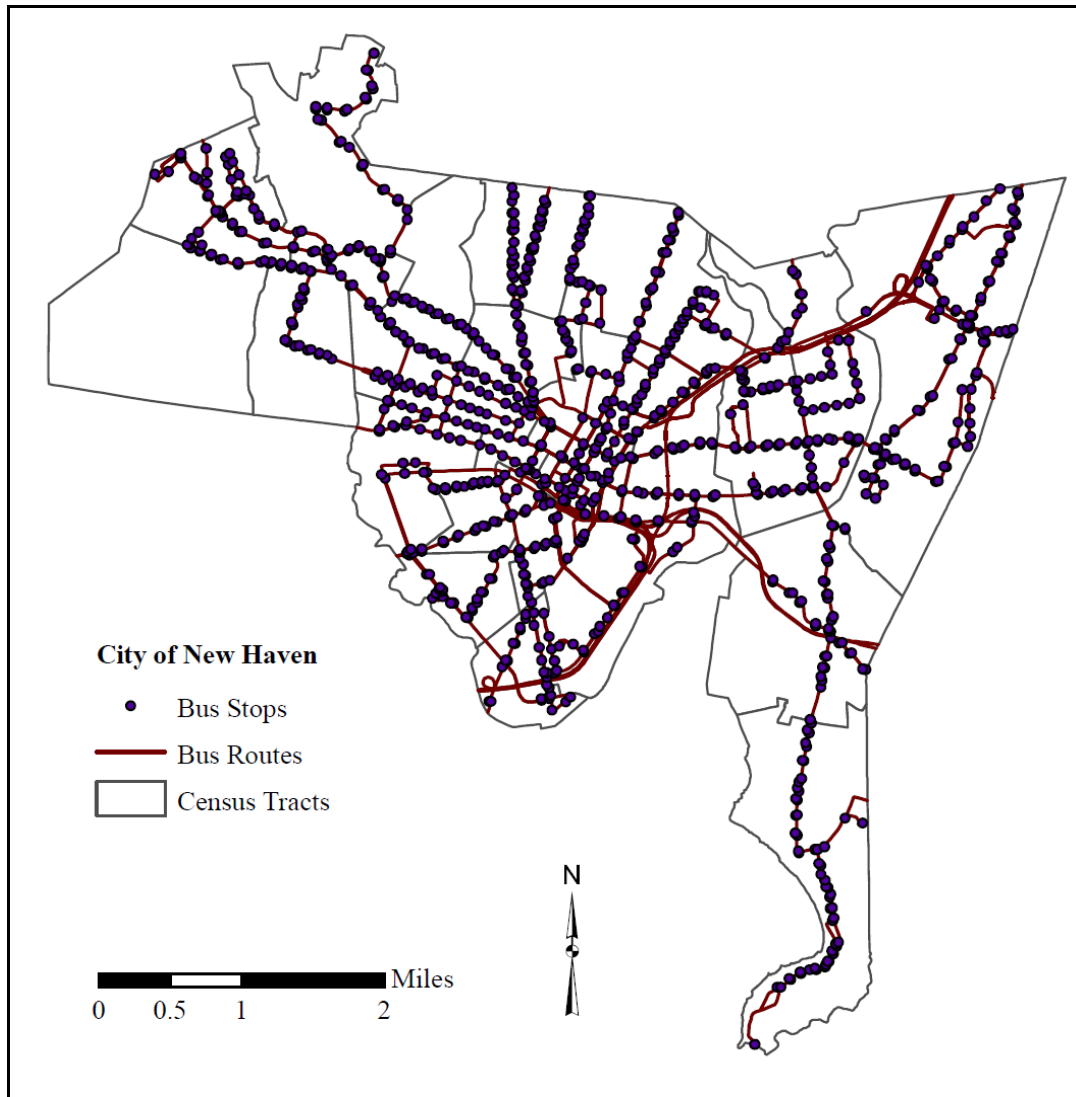 City of New Haven
Bus Stops
Bus Routes
Census Tracts
N
Miles
0 0.5 1 2